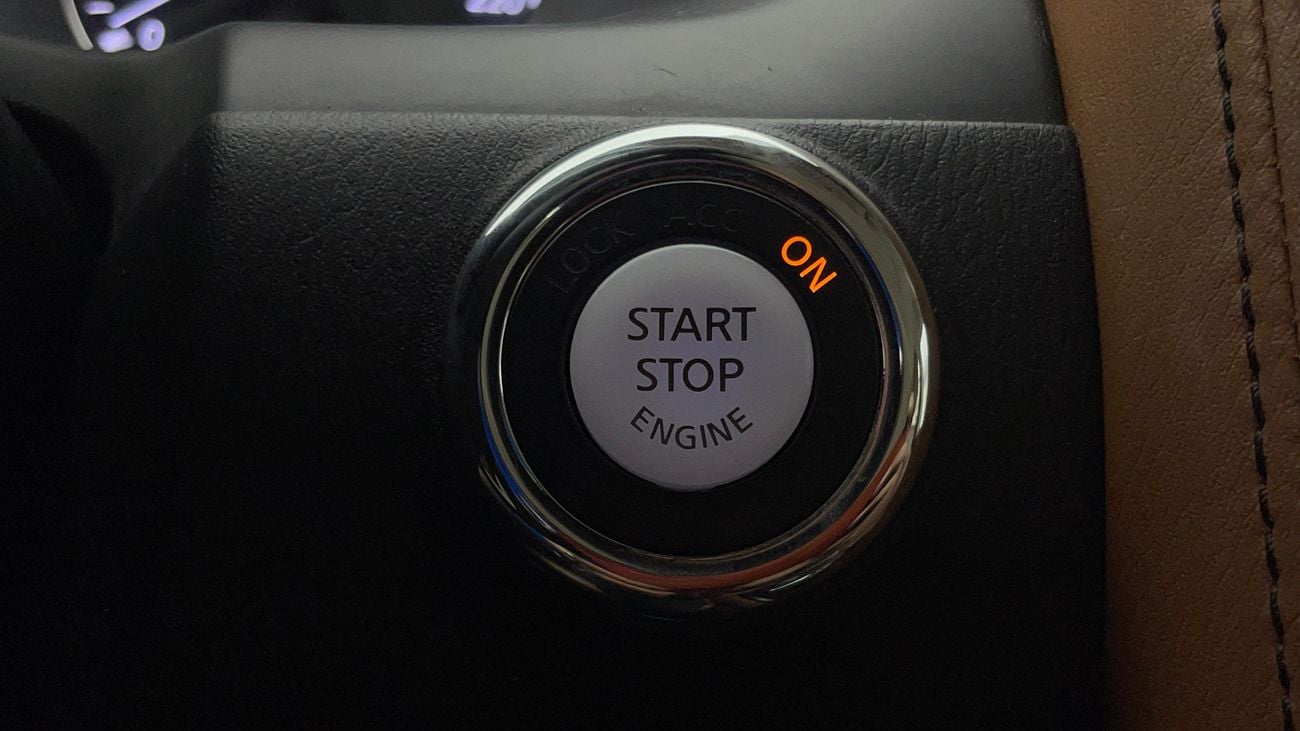 LOCK ACC ON
START
STOP
ENGINE